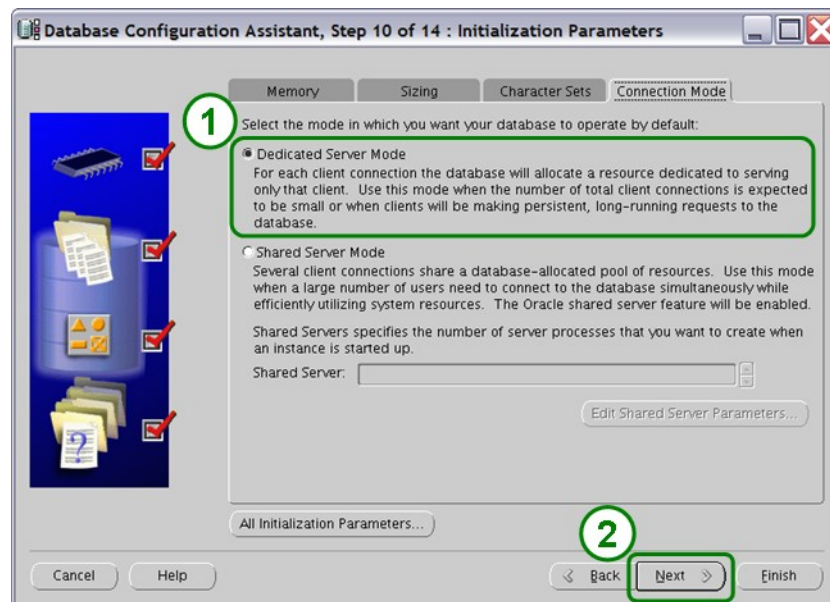 Database Configuration Assistant, Step 10 of 14 : Initialization Parameters
Memory Sizing Character Sets Connection Mode
1
Select the mode in which you want your database to operate by default:
Dedicated Server Mode
For each client connection the database will allocate a resource dedicated to serving
only that client. Use this mode when the number of total client connections is expected
to be small or when clients will be making persistent, long-running requests to the
database.
Shared Server Mode
Several client connections share a database-allocated pool of resources. Use this mode
when a large number of users need to connect to the database simultaneously while
efficiently utilizing system resources. The Oracle shared server feature will be enabled.
Shared Servers specifies the number of server processes that you want to create when
an instance is started up.
Shared Server:
Edit Shared Server Parameters...
?
All Initialization Parameters...
2
Cancel Help Back Next Finish